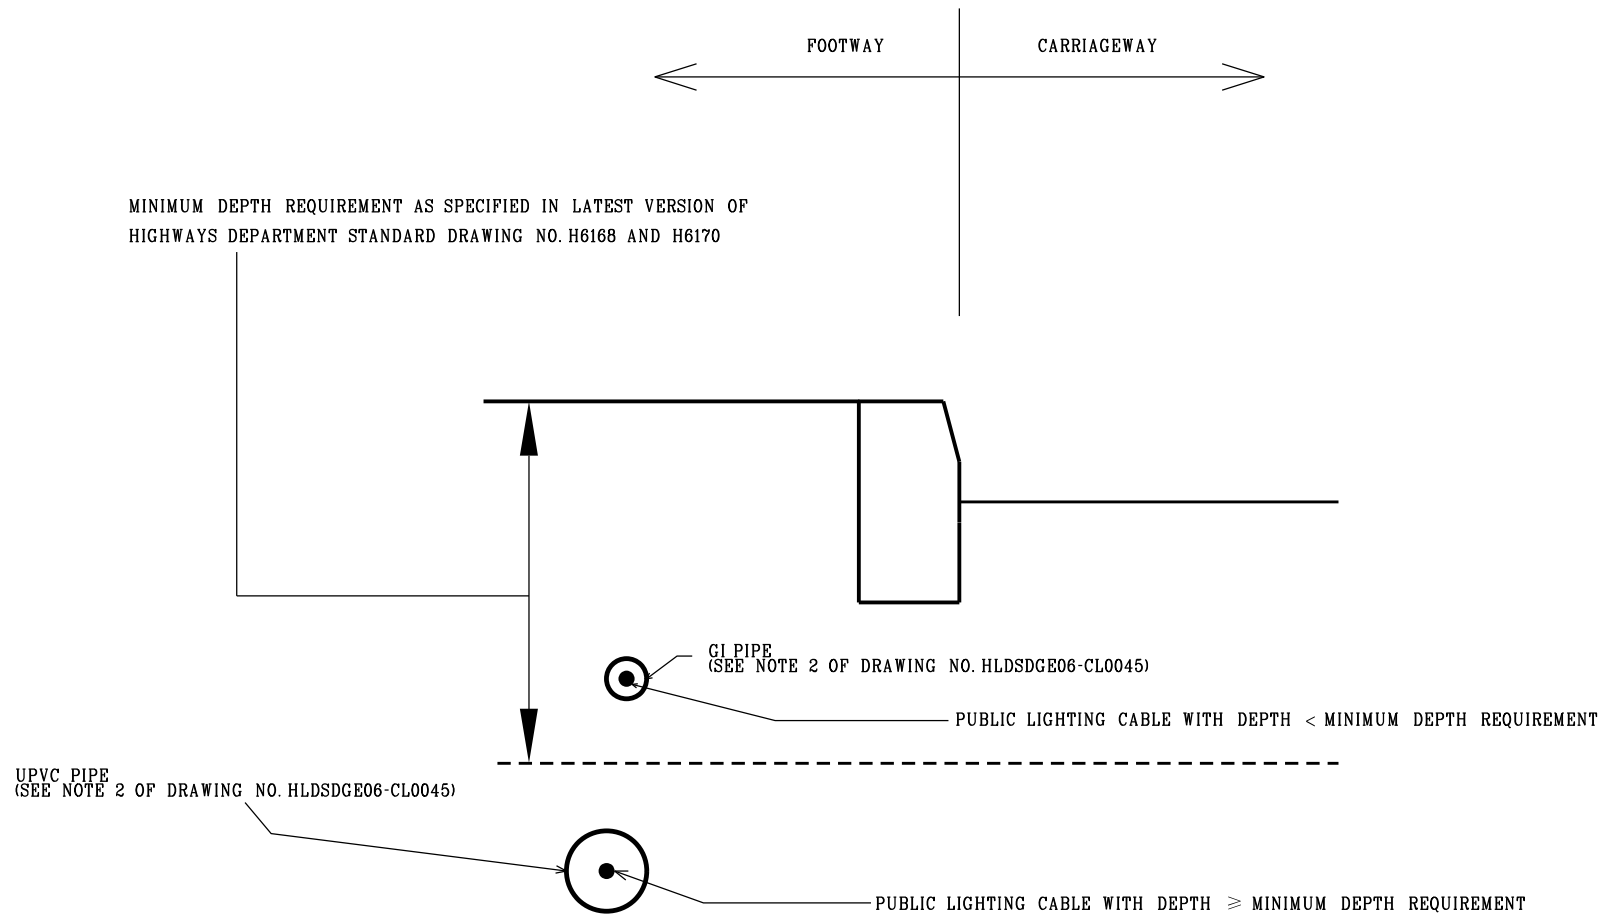 FOOTWAY
CARRIAGEWAY
MINIMUM DEPTH REQUIREMENT AS SPECIFIED IN LATEST VERSION OF
HIGHWAYS DEPARTMENT STANDARD DRAWING NO. H6168 AND H6170
GI PIPE
(SEE NOTE 2 OF DRAWING NO. HLDSDGE06-CL0045)
PUBLIC LIGHTING CABLE WITH DEPTH < MINIMUM DEPTH REQUIREMENT
UPVC PIPE
(SEE NOTE 2 OF DRAWING NO. HLDSDGE06-CL0045)
PUBLIC LIGHTING CABLE WITH DEPTH ≥ MINIMUM DEPTH REQUIREMENT